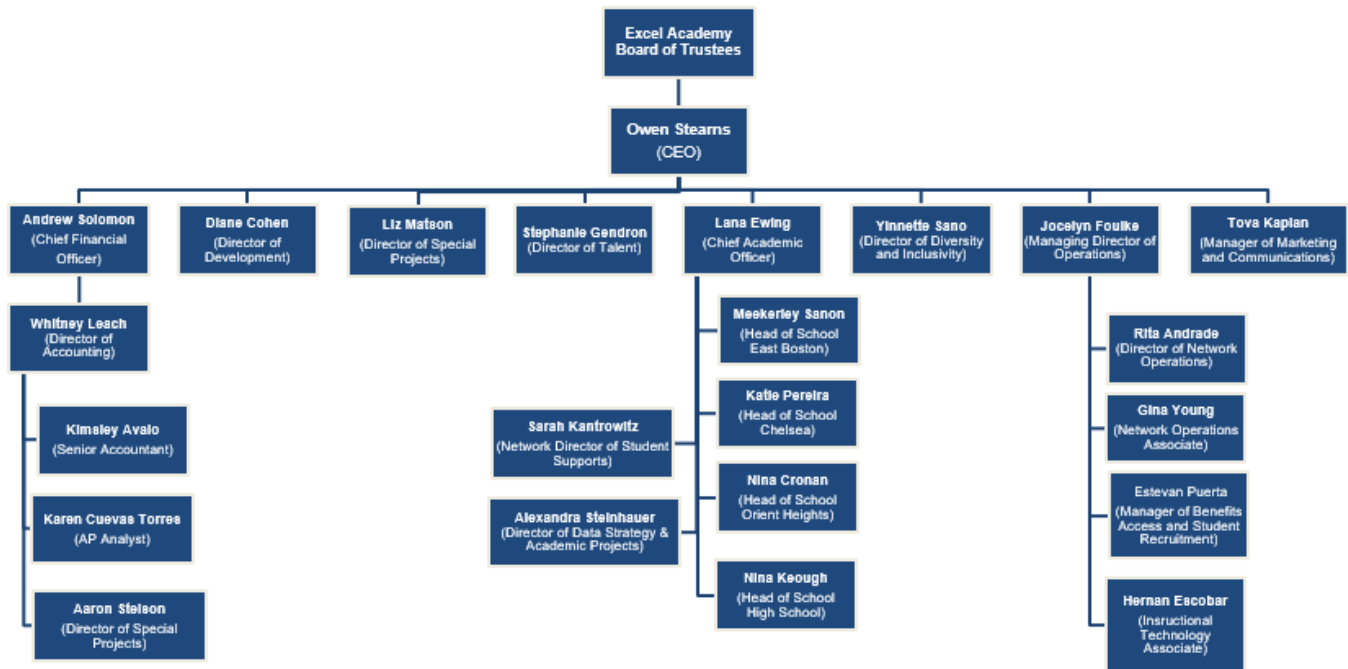 Excel Academy
Board of Trustees
Owen Stearns
(CEO)
Andrew Solomon
(Chief Financial
Officer)
Diane Cohen
(Director of
Development)
Liz Matson
(Director of Special
Projects)
Stephanie Gendron
(Director of Talent)
Lana Ewing
(Chief Academic
Officer)
Yinnette Sano
(Director of Diversity
and Inclusivity)
Jocelyn Foulke
(Managing Director of
Operations)
Tova Kaplan
(Manager of Marketing
and Communications)
Whitney Leach
(Director of
Accounting)
Kimsley Avalo
(Senior Accountant)
Karen Cuevas Torres
(AP Analyst)
Aaron Stelson
(Director of Special
Projects)
Sarah Kantrowitz
(Network Director of Student
Supports)
Alexandra Steinhauer
(Director of Data Strategy &
Academic Projects)
Meekerley Sanon
(Head of School
East Boston)
Katie Pereira
(Head of School
Chelsea)
Nina Cronan
(Head of School
Orient Heights)
Nina Keough
(Head of School
High School)
Rita Andrade
(Director of Network
Operations)
Gina Young
(Network Operations
Associate)
Estevan Puerta
(Manager of Benefits
Access and Student
Recruitment)
Hernan Escobar
(Insructional
Technology
Associate)